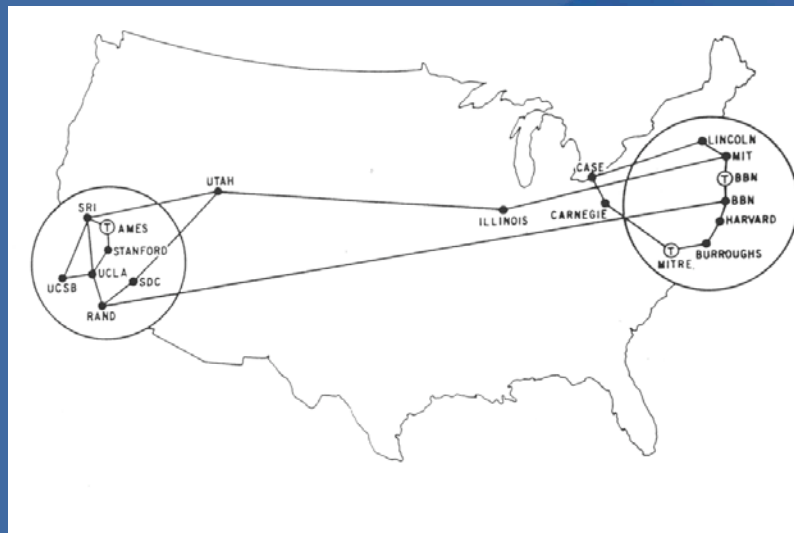 LINCOLN
MIT
CASE
T BBN
UTAH
BBN
SRI
ILLINOIS
CARNEGIE
HARVARD
T AMES
STANFORD
T
BURROUGHS
MITRE
UCLA
SDC
UCSB
RAND